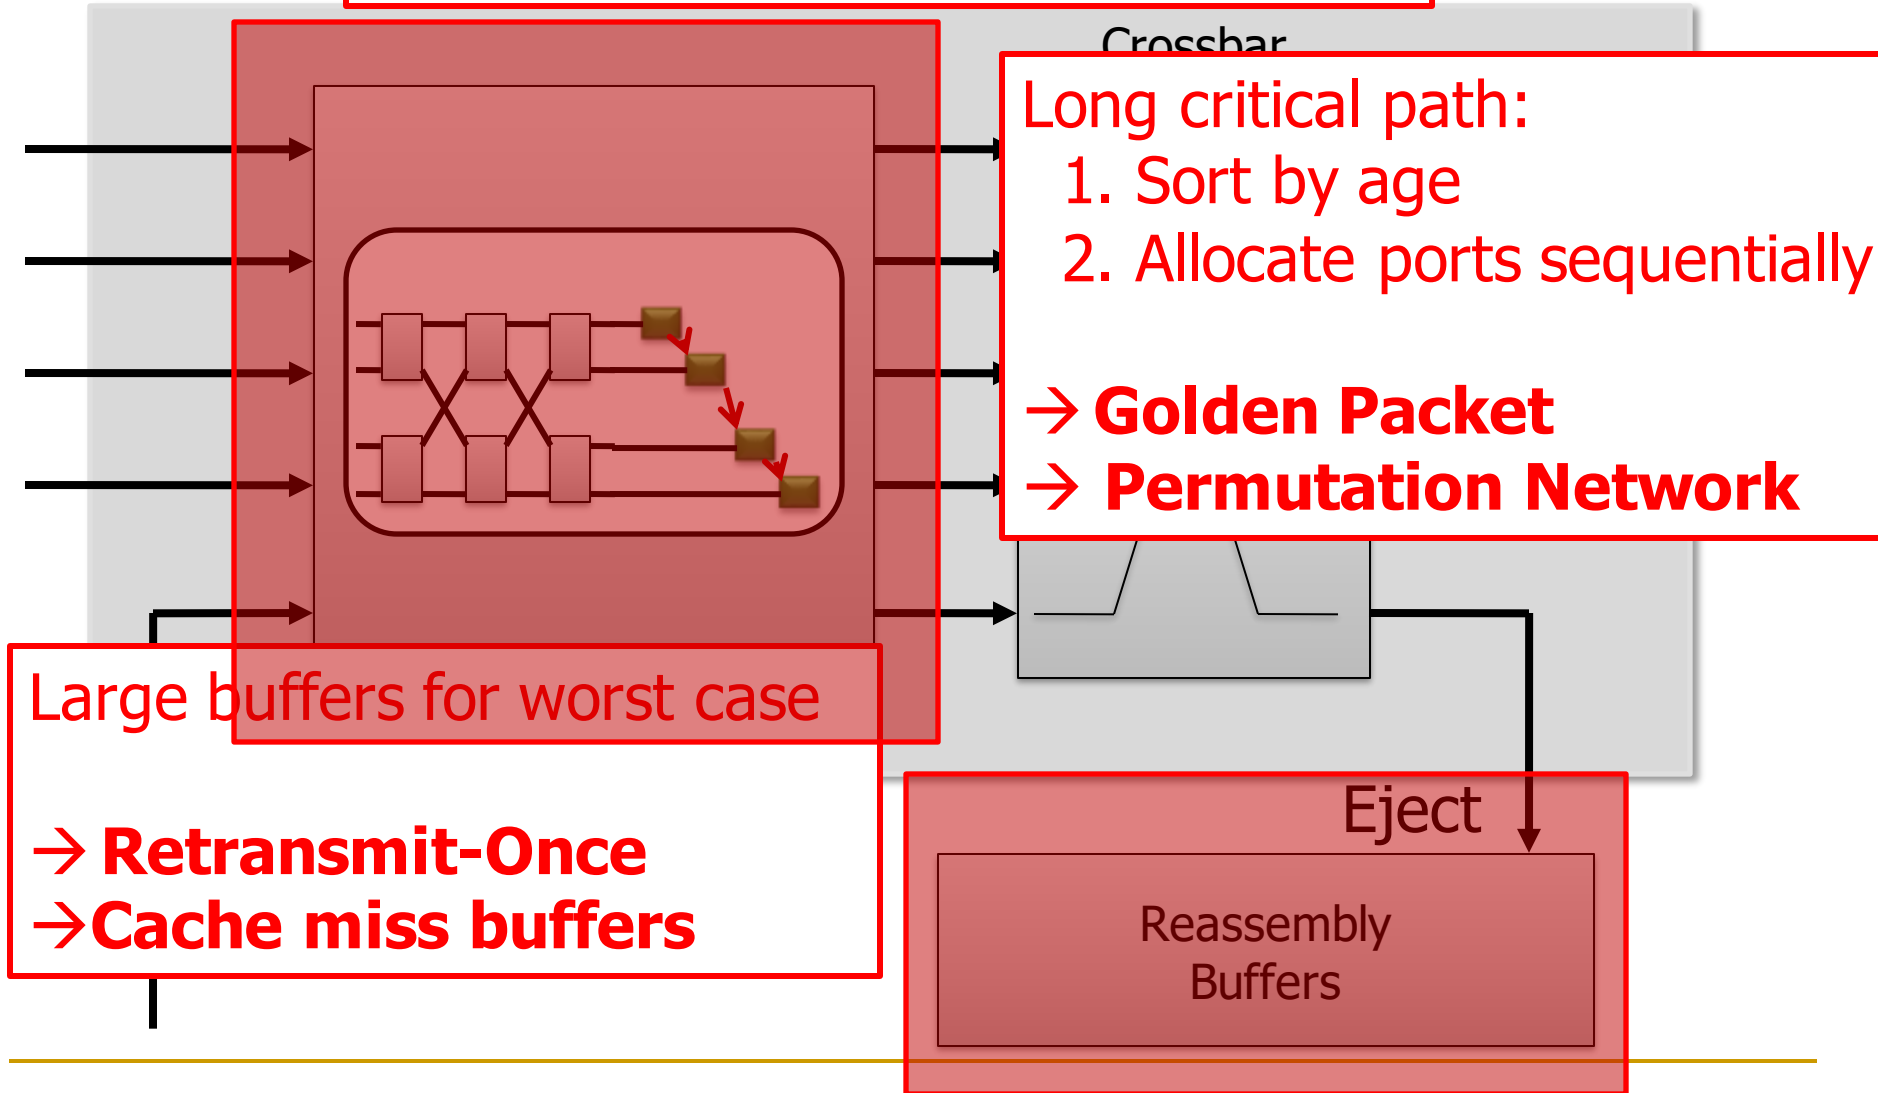 Crossbar
Long critical path:
1. Sort by age
2. Allocate ports sequentially
→ Golden Packet
→ Permutation Network
Large buffers for worst case
→ Retransmit-Once
→Cache miss buffers
Eject
Reassembly
Buffers